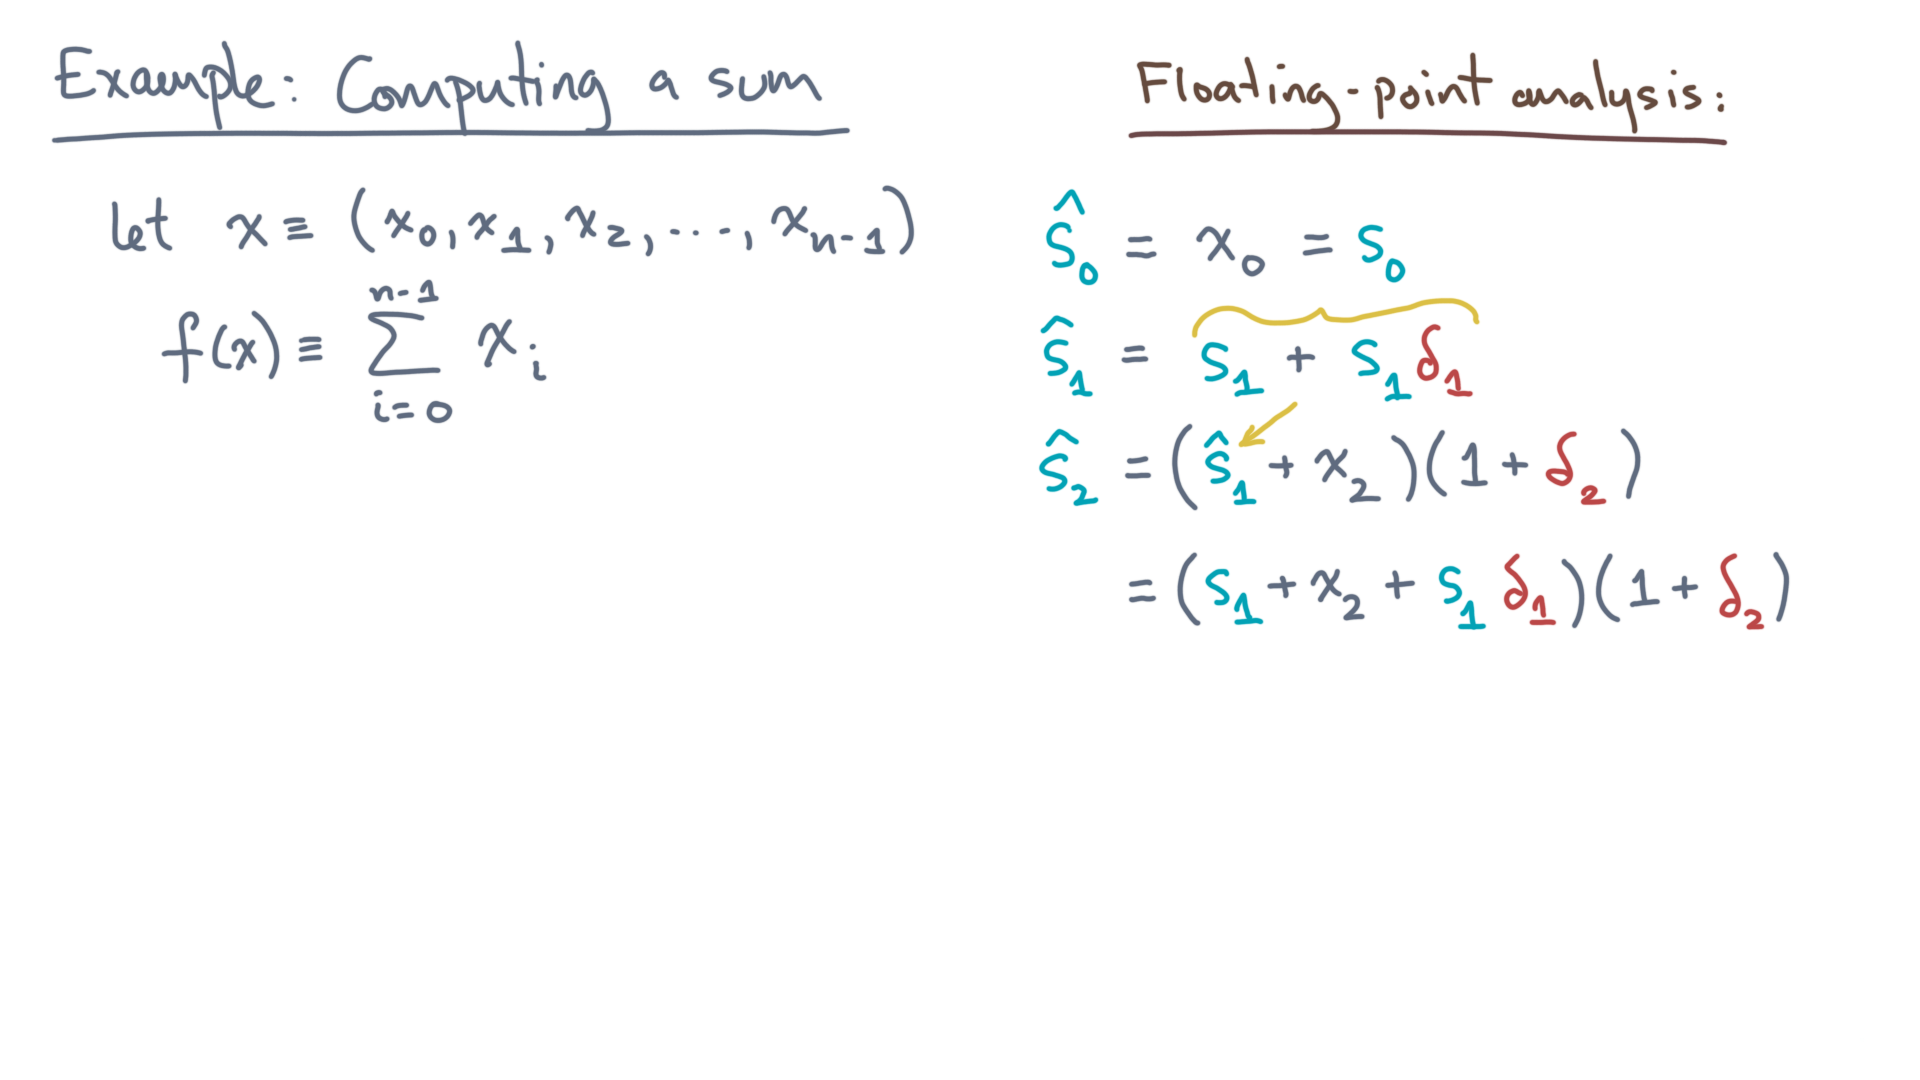 Example: Computing a sum
let x ≡ (x₀, x₁, x₂, ..., xₙ₋₁)
f(x) ≡ ∑_{i=0}^{n-1} xᵢ
Floating-point analysis:
ŝ₀ = x₀ = s₀
ŝ₁ = s₁ + s₁δ₁
ŝ₂ = (ŝ₁ + x₂)(1 + δ₂)
= (s₁ + x₂ + s₁δ₁)(1 + δ₂)